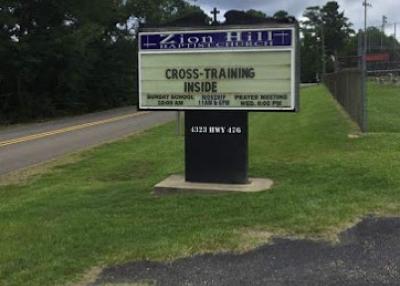 Zion Hill
BAPTIST CHURCH
CROSS-TRAINING
INSIDE
SUNDAY SCHOOL WORSHIP PRAYER MEETING
10:00 AM 11AM & 6PM WED. 6:00 PM
4323 HWY 476